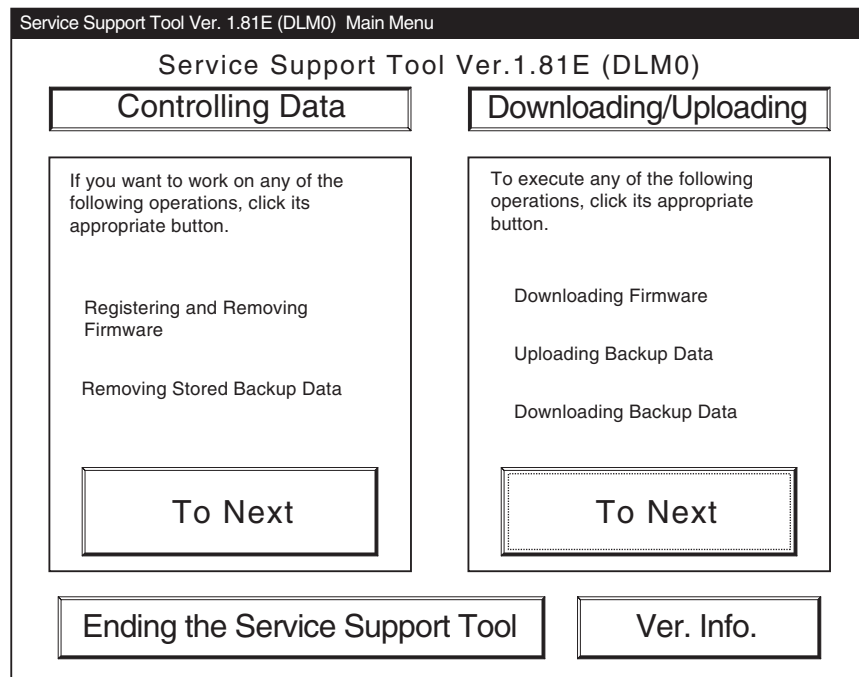 Service Support Tool Ver. 1.81E (DLM0)  Main Menu
Service Support Tool Ver.1.81E (DLM0)
Controlling Data
If you want to work on any of the
following operations, click its
appropriate button.
Registering and Removing
Firmware
Removing Stored Backup Data
To Next
Downloading/Uploading
To execute any of the following
operations, click its appropriate
button.
Downloading Firmware
Uploading Backup Data
Downloading Backup Data
To Next
Ending the Service Support Tool
Ver. Info.